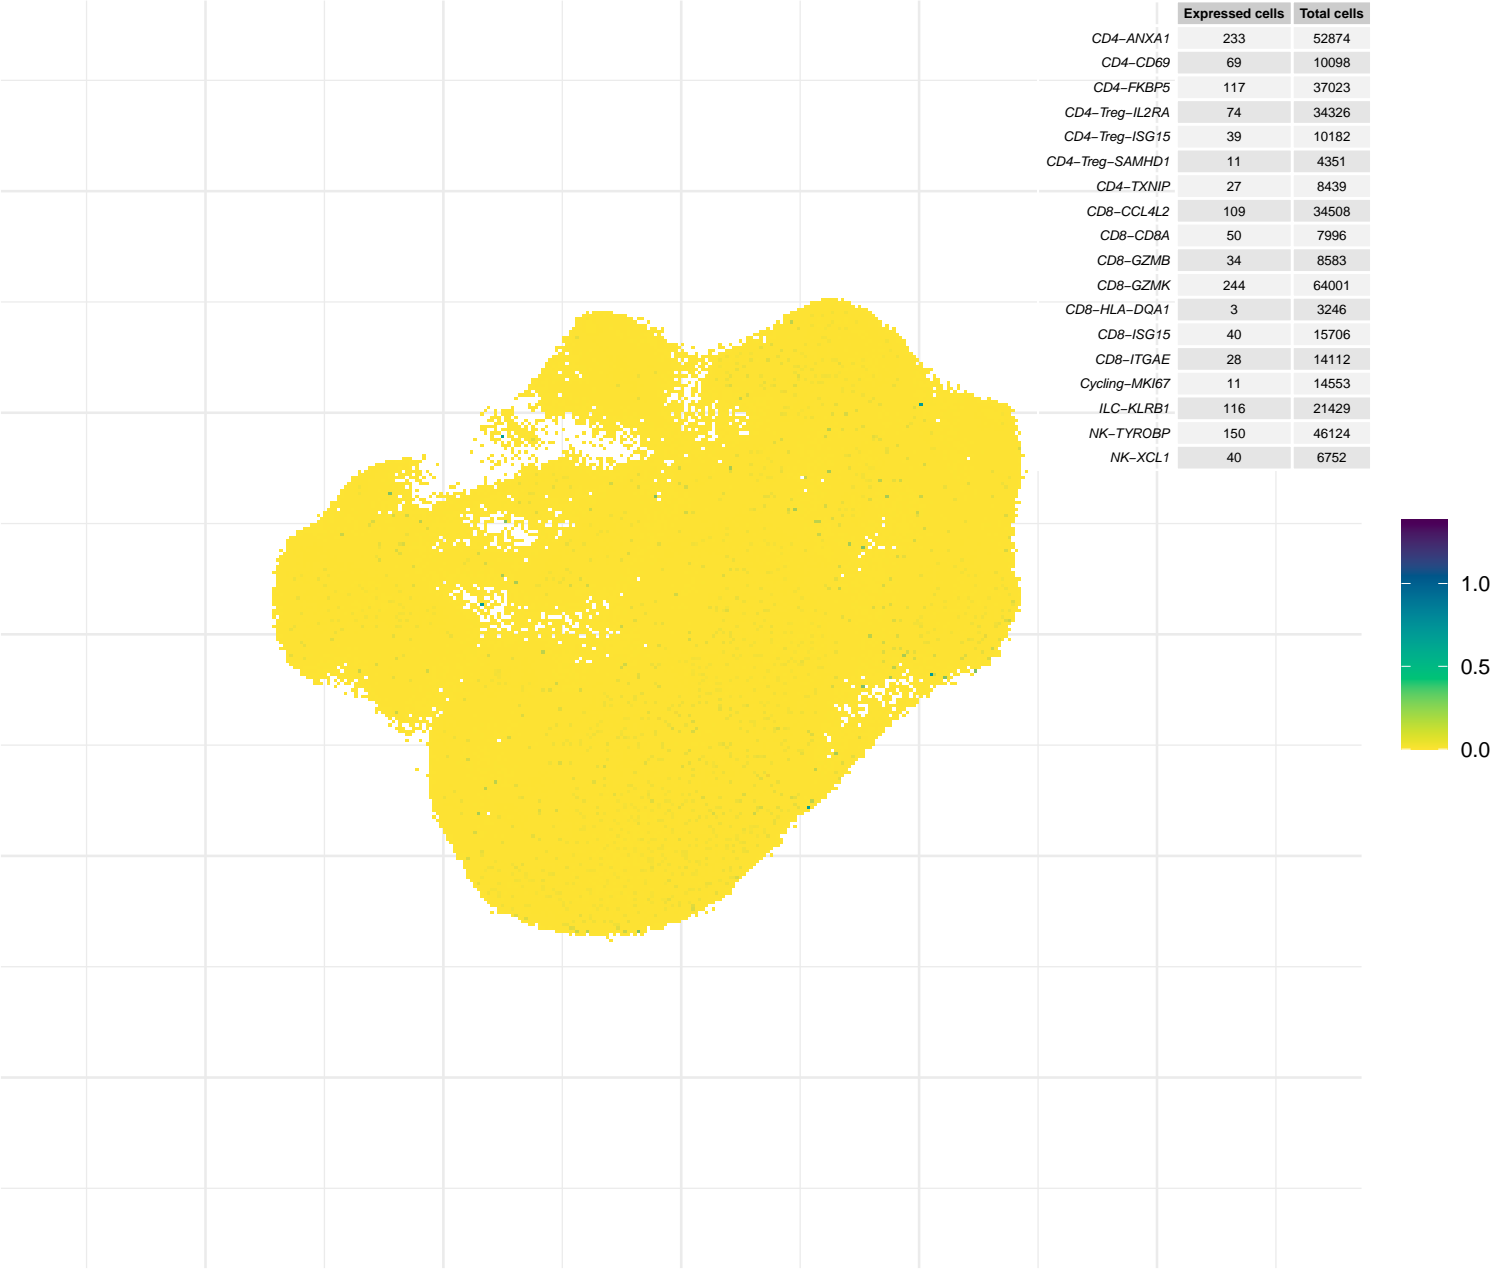 Expressed cells Total cells
CD4−ANXA1 233 52874
CD4−CD69 69 10098
CD4−FKBP5 117 37023
CD4−Treg−IL2RA 74 34326
CD4−Treg−ISG15 39 10182
CD4−Treg−SAMHD1 11 4351
CD4−TXNIP 27 8439
CD8−CCL4L2 109 34508
CD8−CD8A 50 7996
CD8−GZMB 34 8583
CD8−GZMK 244 64001
CD8−HLA−DQA1 3 3246
CD8−ISG15 40 15706
CD8−ITGAE 28 14112
Cycling−MKI67 11 14553
ILC−KLRB1 116 21429
NK−TYROBP 150 46124
NK−XCL1 40 6752
1.0
0.5
0.0